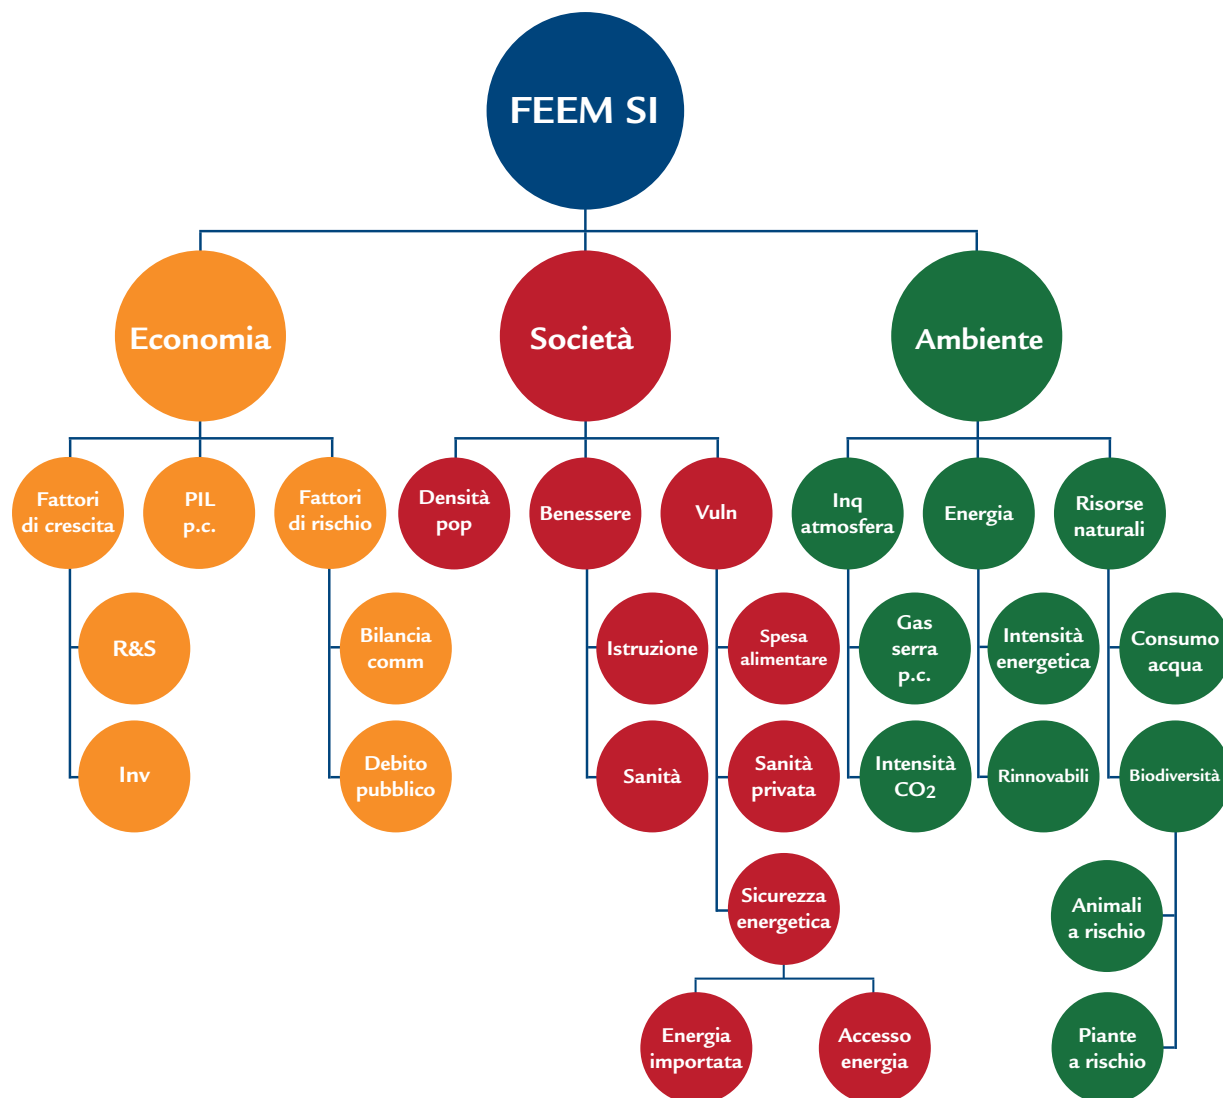 FEEM SI
Economia
Società
Ambiente
Fattori
di crescita
PIL
p.c.
Fattori
di rischio
Densità
pop
Benessere
Vuln
Inq
atmosfera
Energia
Risorse
naturali
R&S
Bilancia
comm
Istruzione
Spesa
alimentare
Gas
serra
p.c.
Intensità
energetica
Consumo
acqua
Inv
Debito
pubblico
Sanità
Sanità
privata
Intensità
CO2
Rinnovabili
Biodiversità
Sicurezza
energetica
Animali
a rischio
Energia
importata
Accesso
energia
Piante
a rischio